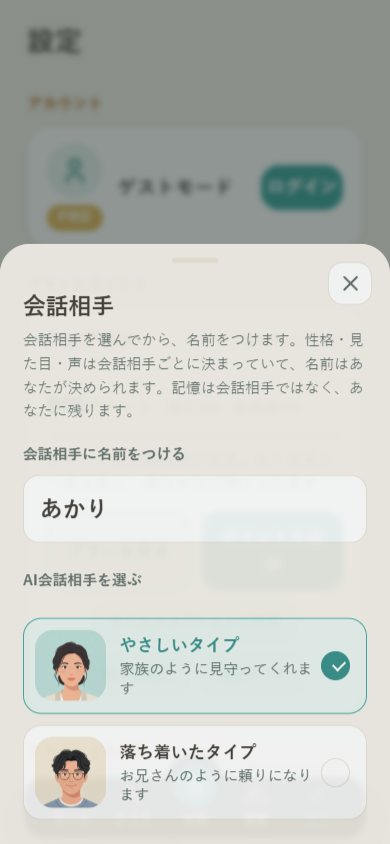 設定
アカウント
PRO
ゲストモード
ログイン
会話相手
会話相手を選んでから、名前をつけます。性格・見
た目・声は会話相手ごとに決まっていて、名前はあ
なたが決められます。記憶は会話相手ではなく、あ
なたに残ります。
会話相手に名前をつける
あかり
AI会話相手を選ぶ
やさしいタイプ
家族のように見守ってくれま
す
落ち着いたタイプ
お兄さんのように頼りになり
ます